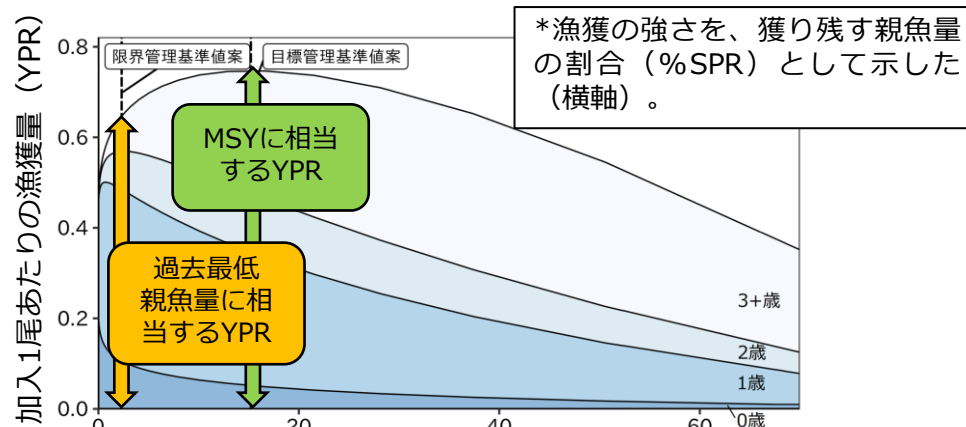 加入1尾あたりの漁獲量（YPR）
0.8
0.6
0.4
0.2
0.0
限界管理基準値案
目標管理基準値案
*漁獲の強さを、獲り残す親魚量
の割合（%SPR）として示した
（横軸）。
MSYに相当
するYPR
過去最低
親魚量に相
当するYPR
3+歳
2歳
1歳
0歳
0
20
40
60